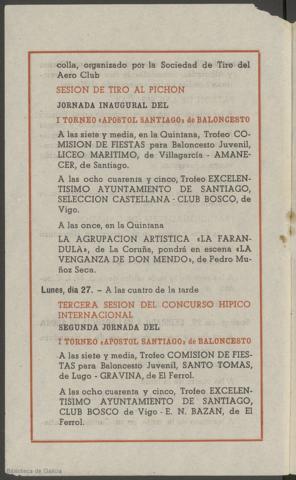 colla, organizado por la Sociedad de Tiro del
Aero Club
SESION DE TIRO AL PICHON
JORNADA INAUGURAL DEL
I TORNEO «APOSTOL SANTIAGO» de BALONCESTO
A las siete y media, en la Quintana, Trofeo CO-
MISION DE FIESTAS para Baloncesto Juvenil,
LICEO MARITIMO, de Villagarcía - AMANE-
CER, de Santiago.
A las ocho cuarenta y cinco, Trofeo EXCELEN-
TISIMO AYUNTAMIENTO DE SANTIAGO,
SELECCION CASTELLANA - CLUB BOSCO, de
Vigo.
A las once, en la Quintana
LA AGRUPACION ARTISTICA «LA FARAN-
DULA», de La Coruña, pondrá en escena «LA
VENGANZA DE DON MENDO», de Pedro Mu-
ñoz Seca.
Lunes, día 27. - A las cuatro de la tarde
TERCERA SESION DEL CONCURSO HIPICO
INTERNACIONAL
SEGUNDA JORNADA DEL
I TORNEO «APOSTOL SANTIAGO» de BALONCESTO
A las siete y media, Trofeo COMISION DE FIES-
TAS para Baloncesto Juvenil, SANTO TOMAS,
de Lugo - GRAVINA, de El Ferrol.
A las ocho cuarenta y cinco, Trofeo EXCELEN-
TISIMO AYUNTAMIENTO DE SANTIAGO,
CLUB BOSCO de Vigo - E. N. BAZAN, de El
Ferrol.
Biblioteca de Galicia